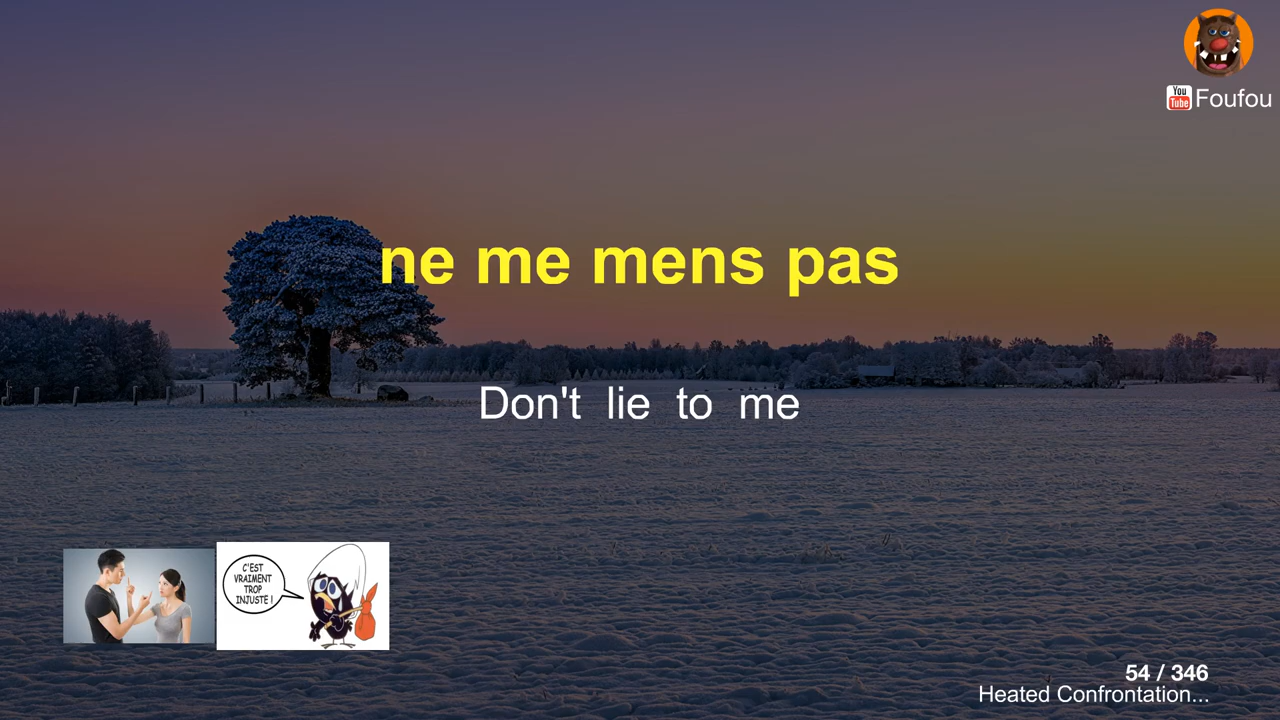 You
Tube
Foufou
ne me mens pas
Don't lie to me
C'EST
VRAIMENT
TROP
INJUSTE !
54 / 346
Heated Confrontation...